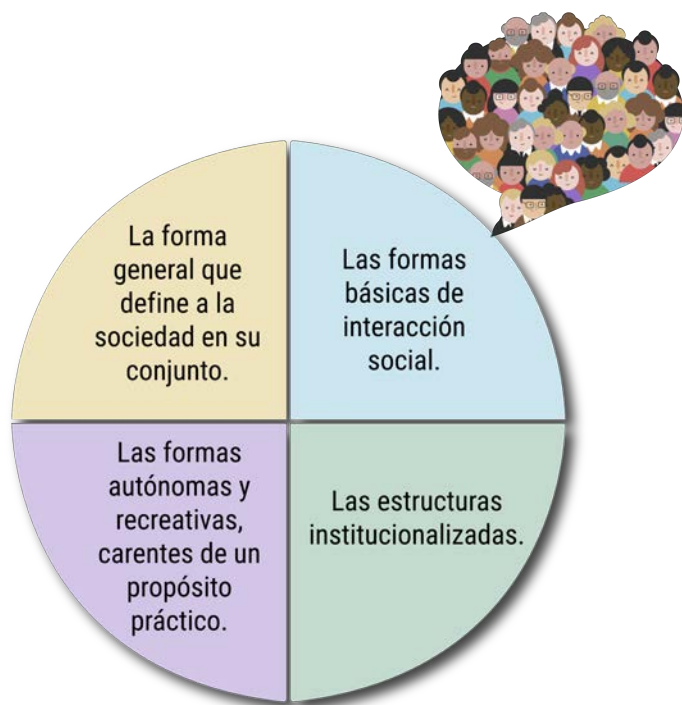 La forma
general que
define a la
sociedad en su
conjunto.
Las formas
básicas de
interacción
social.
Las formas
autónomas y
recreativas,
carentes de un
propósito
práctico.
Las estructuras
institucionalizadas.